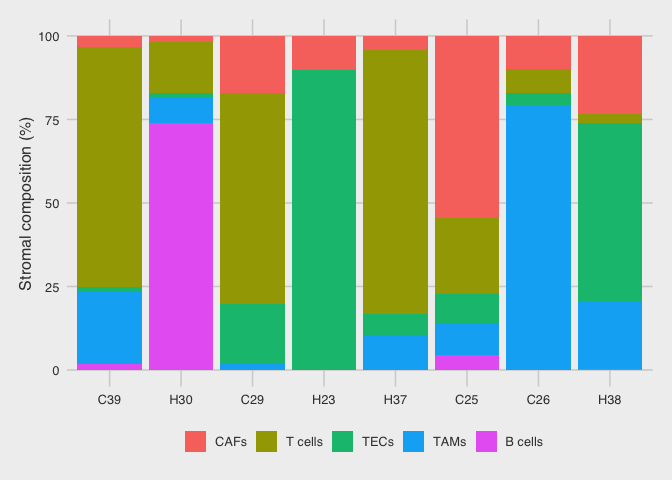 Stromal composition (%)
100
75
50
25
0
C39 H30 C29 H23 H37 C25 C26 H38
CAFs T cells TECs TAMs B cells